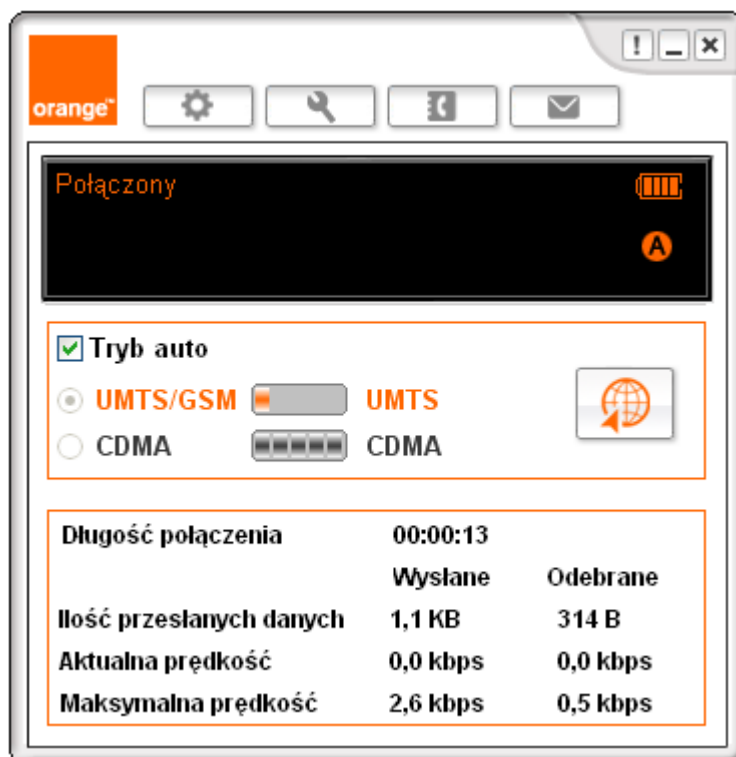 orange™
Połączony
A
Tryb auto
UMTS/GSM UMTS
CDMA CDMA
Długość połączenia 00:00:13
Wysłane Odebrane
Ilość przesłanych danych 1,1 KB 314 B
Aktualna prędkość 0,0 kbps 0,0 kbps
Maksymalna prędkość 2,6 kbps 0,5 kbps